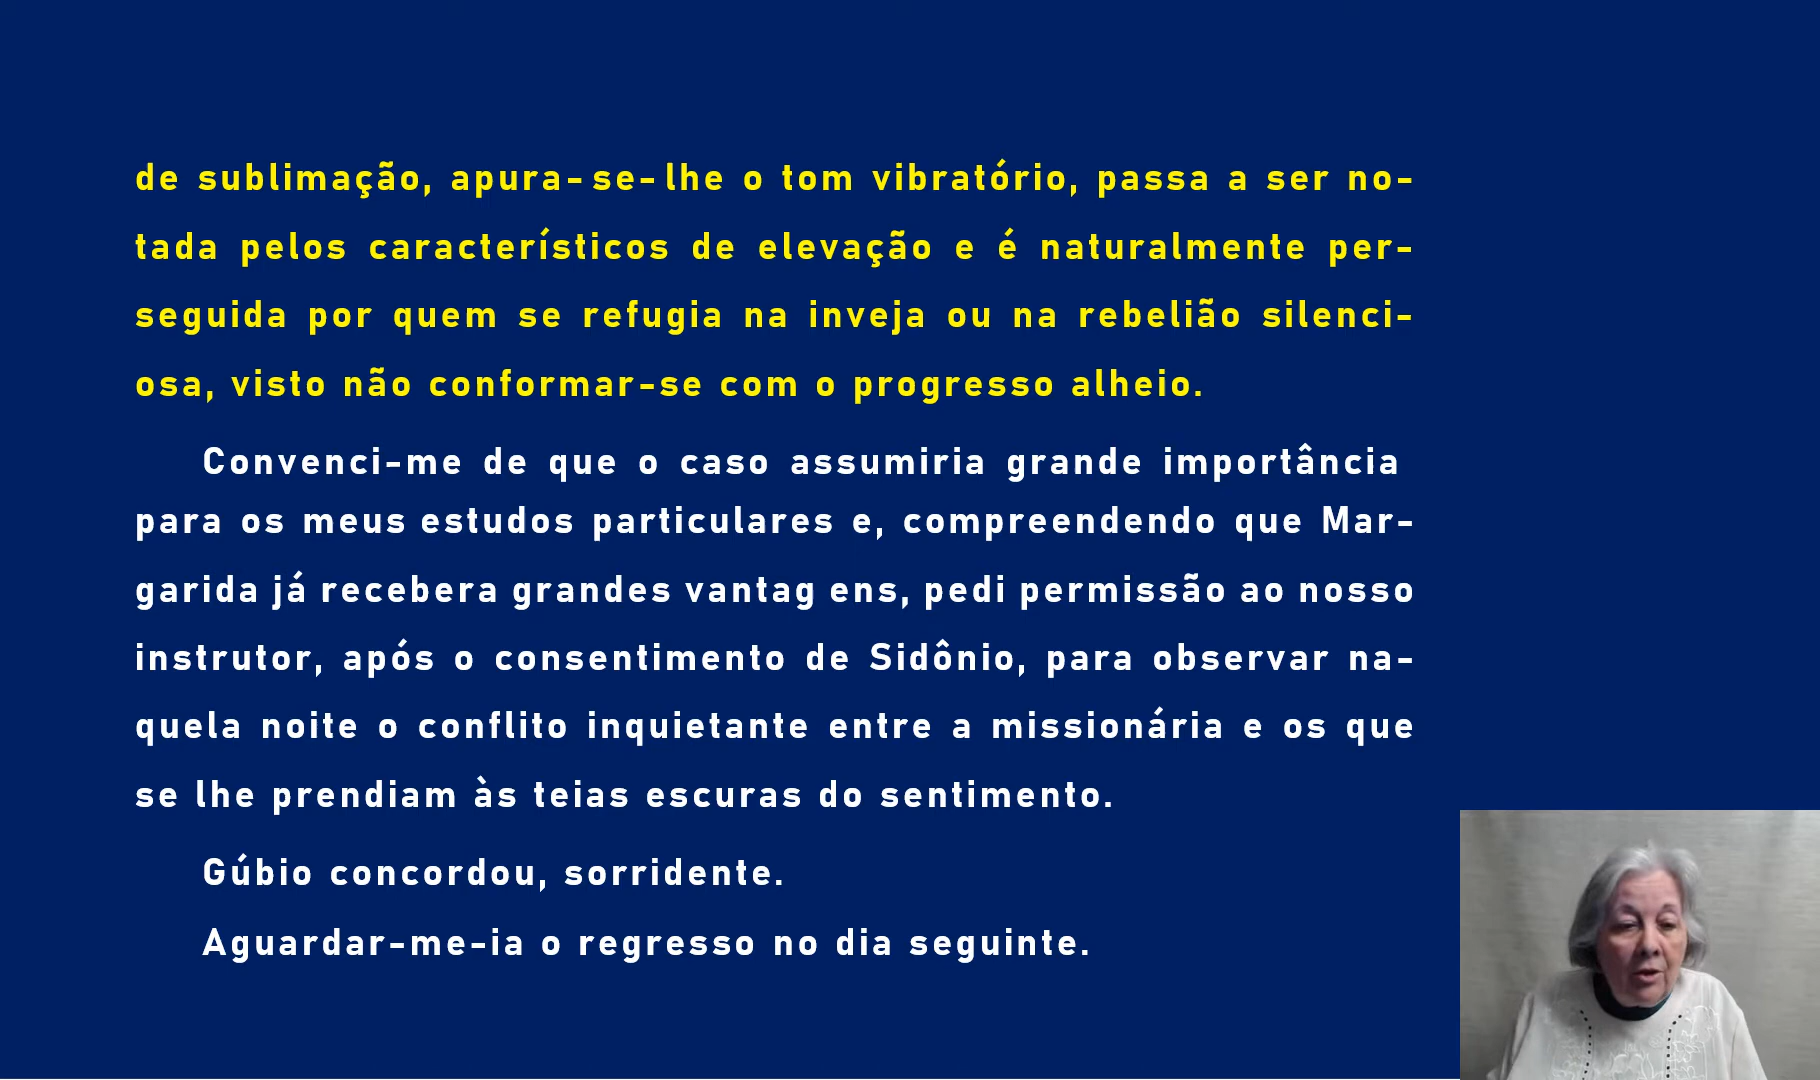 de sublimação, apura-se-lhe o tom vibratório, passa a ser no-
tada pelos característicos de elevação e é naturalmente per-
seguida por quem se refugia na inveja ou na rebelião silenci-
osa, visto não conformar-se com o progresso alheio.
Convenci-me de que o caso assumiria grande importância
para os meus estudos particulares e, compreendendo que Mar-
garida já recebera grandes vantag ens, pedi permissão ao nosso
instrutor, após o consentimento de Sidônio, para observar na-
quela noite o conflito inquietante entre a missionária e os que
se lhe prendiam às teias escuras do sentimento.
Gúbio concordou, sorridente.
Aguardar-me-ia o regresso no dia seguinte.